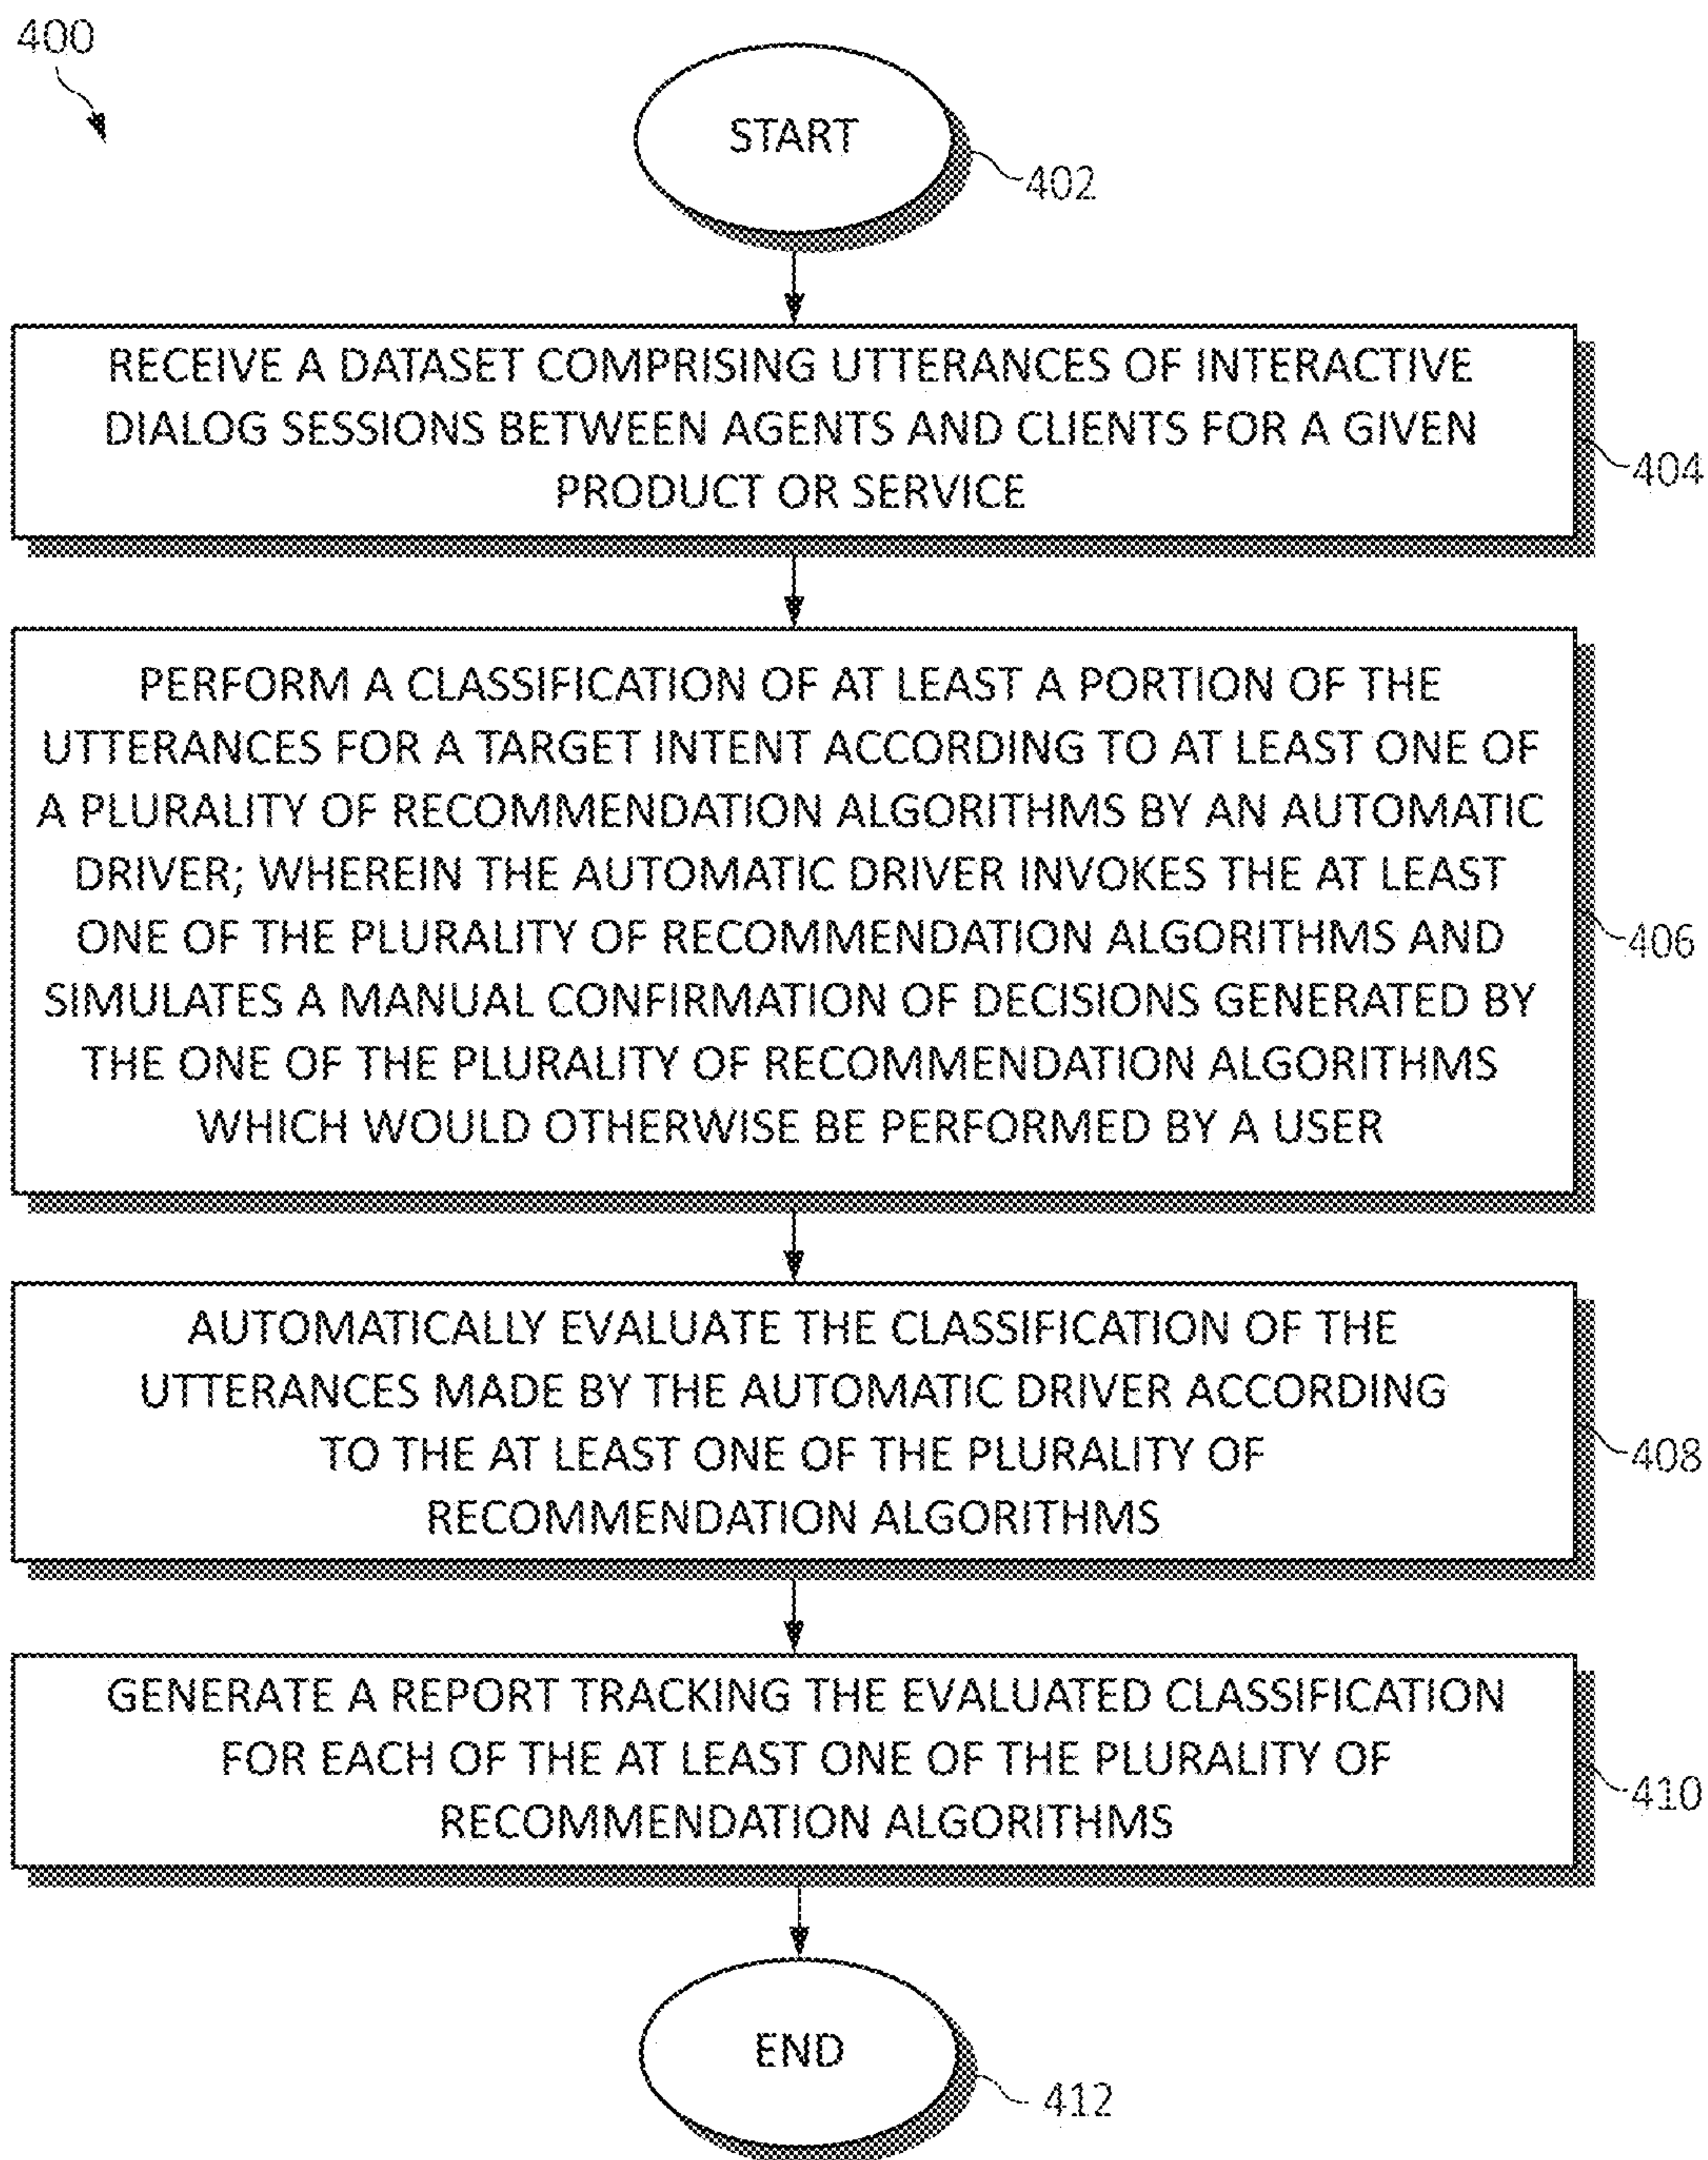 400
START
402
RECEIVE A DATASET COMPRISING UTTERANCES OF INTERACTIVE
DIALOG SESSIONS BETWEEN AGENTS AND CLIENTS FOR A GIVEN
PRODUCT OR SERVICE
404
PERFORM A CLASSIFICATION OF AT LEAST A PORTION OF THE
UTTERANCES FOR A TARGET INTENT ACCORDING TO AT LEAST ONE OF
A PLURALITY OF RECOMMENDATION ALGORITHMS BY AN AUTOMATIC
DRIVER; WHEREIN THE AUTOMATIC DRIVER INVOKES THE AT LEAST
ONE OF THE PLURALITY OF RECOMMENDATION ALGORITHMS AND
SIMULATES A MANUAL CONFIRMATION OF DECISIONS GENERATED BY
THE ONE OF THE PLURALITY OF RECOMMENDATION ALGORITHMS
WHICH WOULD OTHERWISE BE PERFORMED BY A USER
406
AUTOMATICALLY EVALUATE THE CLASSIFICATION OF THE
UTTERANCES MADE BY THE AUTOMATIC DRIVER ACCORDING
TO THE AT LEAST ONE OF THE PLURALITY OF
RECOMMENDATION ALGORITHMS
408
GENERATE A REPORT TRACKING THE EVALUATED CLASSIFICATION
FOR EACH OF THE AT LEAST ONE OF THE PLURALITY OF
RECOMMENDATION ALGORITHMS
410
END
412